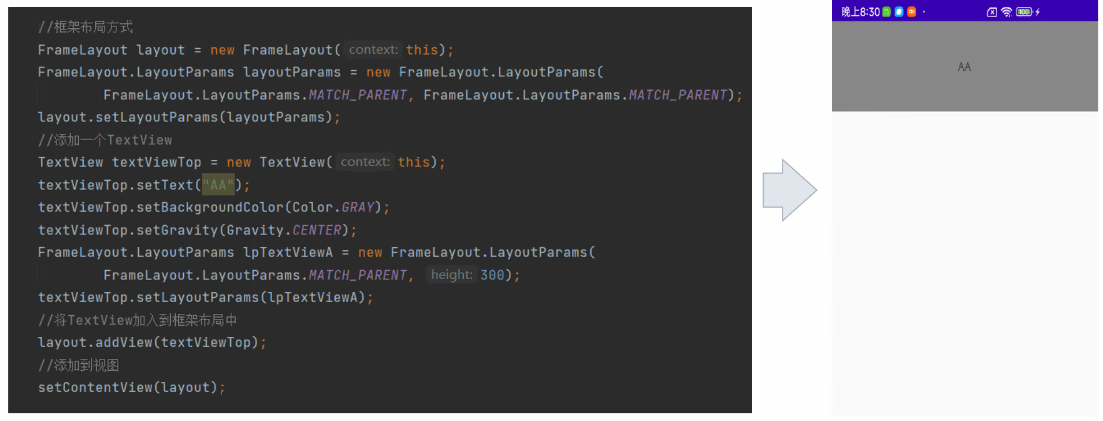 //框架布局方式
FrameLayout layout = new FrameLayout( context: this);
FrameLayout.LayoutParams layoutParams = new FrameLayout.LayoutParams(
FrameLayout.LayoutParams.MATCH_PARENT, FrameLayout.LayoutParams.MATCH_PARENT);
layout.setLayoutParams(layoutParams);
//添加一个TextView
TextView textViewTop = new TextView( context: this);
textViewTop.setText("AA");
textViewTop.setBackgroundColor(Color.GRAY);
textViewTop.setGravity(Gravity.CENTER);
FrameLayout.LayoutParams lpTextViewA = new FrameLayout.LayoutParams(
FrameLayout.LayoutParams.MATCH_PARENT, height: 300);
textViewTop.setLayoutParams(lpTextViewA);
//将TextView加入到框架布局中
layout.addView(textViewTop);
//添加到视图
setContentView(layout);
晚上8:30
AA